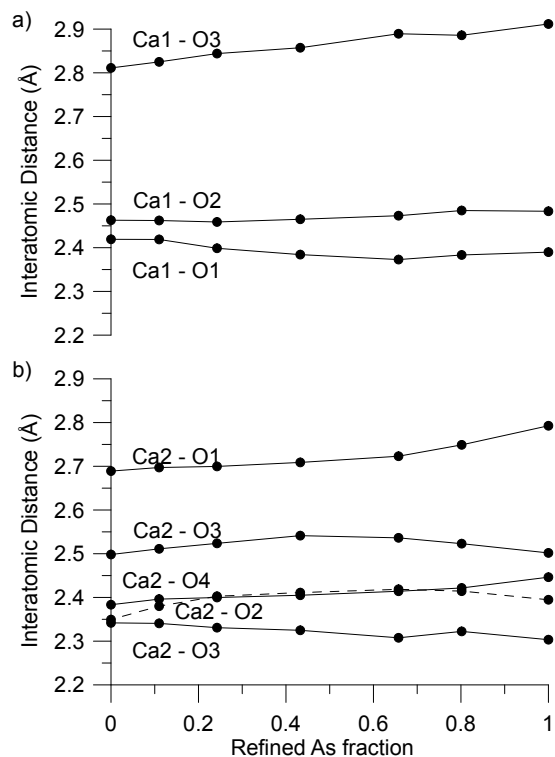 a)
2.9
2.8
2.7
2.6
2.5
2.4
2.3
2.2
Interatomic Distance (Å)
Ca1 - O3
Ca1 - O2
Ca1 - O1
b)
2.9
2.8
2.7
2.6
2.5
2.4
2.3
2.2
Interatomic Distance (Å)
Ca2 - O1
Ca2 - O3
Ca2 - O4
Ca2 - O2
Ca2 - O3
0 0.2 0.4 0.6 0.8 1
Refined As fraction